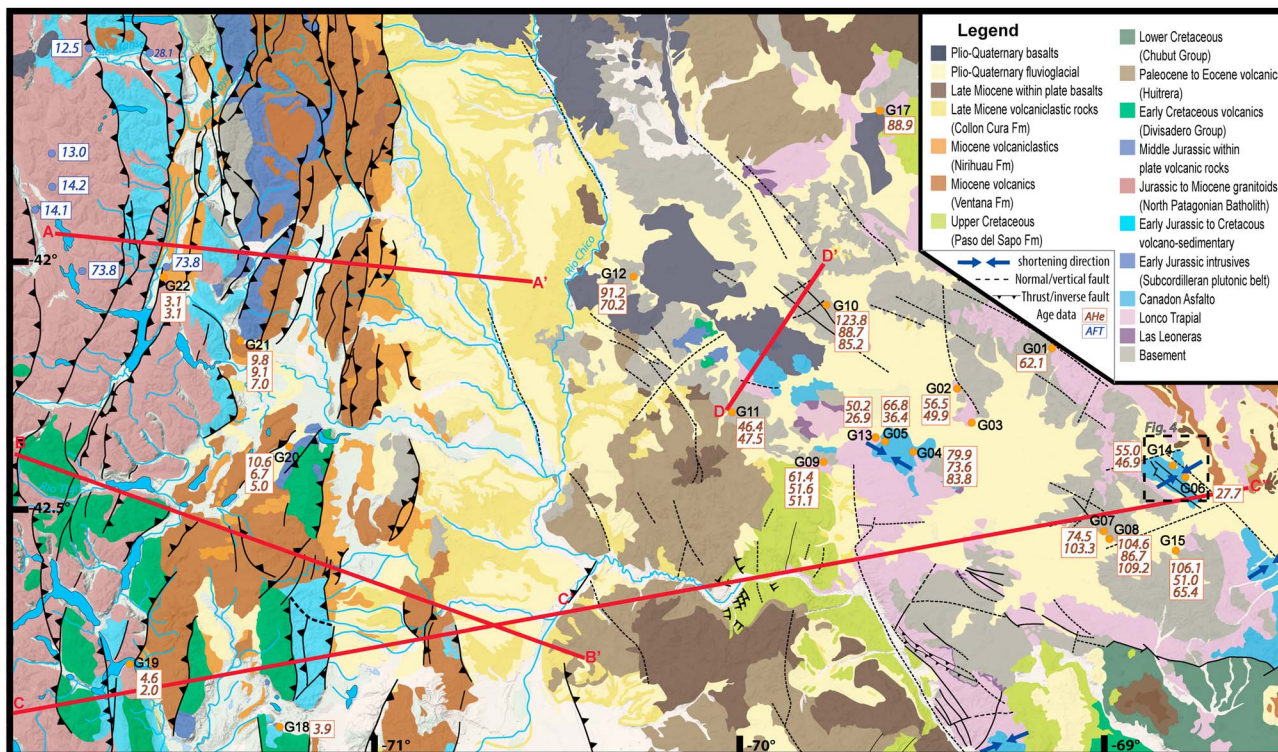 Legend
Plio-Quaternary basalts
Plio-Quaternary fluvioglacial
Late Miocene within plate basalts
Late Micene volcaniclastic rocks
(Collon Cura Fm)
Miocene volcaniclastics
(Nirihuau Fm)
Miocene volcanics
(Ventana Fm)
Upper Cretaceous
(Paso del Sapo Fm)
Lower Cretaceous
(Chubut Group)
Paleocene to Eocene volcanic
(Huitrera)
Early Cretaceous volcanics
(Divisadero Group)
Middle Jurassic within
plate volcanic rocks
Jurassic to Miocene granitoids
(North Patagonian Batholith)
Early Jurassic to Cretacous
volcano-sedimentary
Early Jurassic intrusives
(Subcordilleran plutonic belt)
Canadon Asfalto
Lonco Trapial
Las Leoneras
Basement
shortening direction
Normal/vertical fault
Thrust/inverse fault
Age data
AHe
AFT
12.5
28.1
13.0
14.2
14.1
A
A'
-42°
73.8
73.8
G22
3.1
3.1
G21
9.8
9.1
7.0
Rio Chico
G12
91.2
70.2
G17
88.9
D'
G10
123.8
88.7
85.2
G01
62.1
D
G11
46.4
47.5
G02
56.5
49.9
G03
50.2
26.9
66.8
36.4
G13
G05
G04
79.9
73.6
83.8
G09
61.4
51.6
51.1
Fig. 4
G14
55.0
46.9
G06
27.7
C'
G07
74.5
103.3
G08
104.6
86.7
109.2
G15
106.1
51.0
65.4
G20
10.6
6.7
5.0
-42.5°
C
B'
G19
4.6
2.0
C
G18
3.9
-71°
-70°
-69°